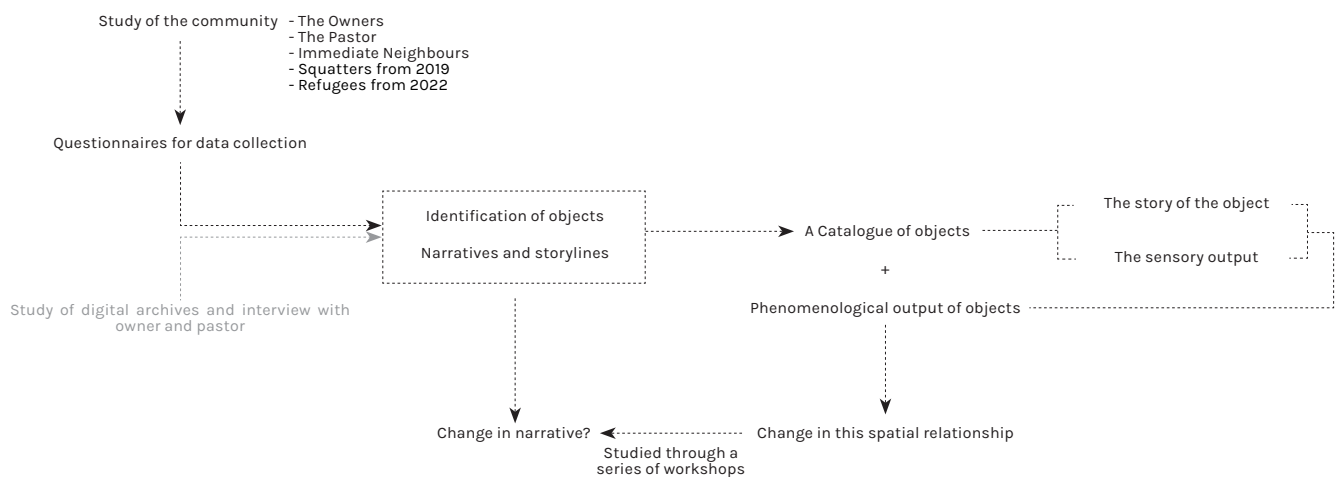 Study of the community
- The Owners
- The Pastor
- Immediate Neighbours
- Squatters from 2019
- Refugees from 2022
Questionnaires for data collection
Study of digital archives and interview with
owner and pastor
Identification of objects
Narratives and storylines
A Catalogue of objects
+
Phenomenological output of objects
The story of the object
The sensory output
Change in this spatial relationship
Studied through a
series of workshops
Change in narrative?